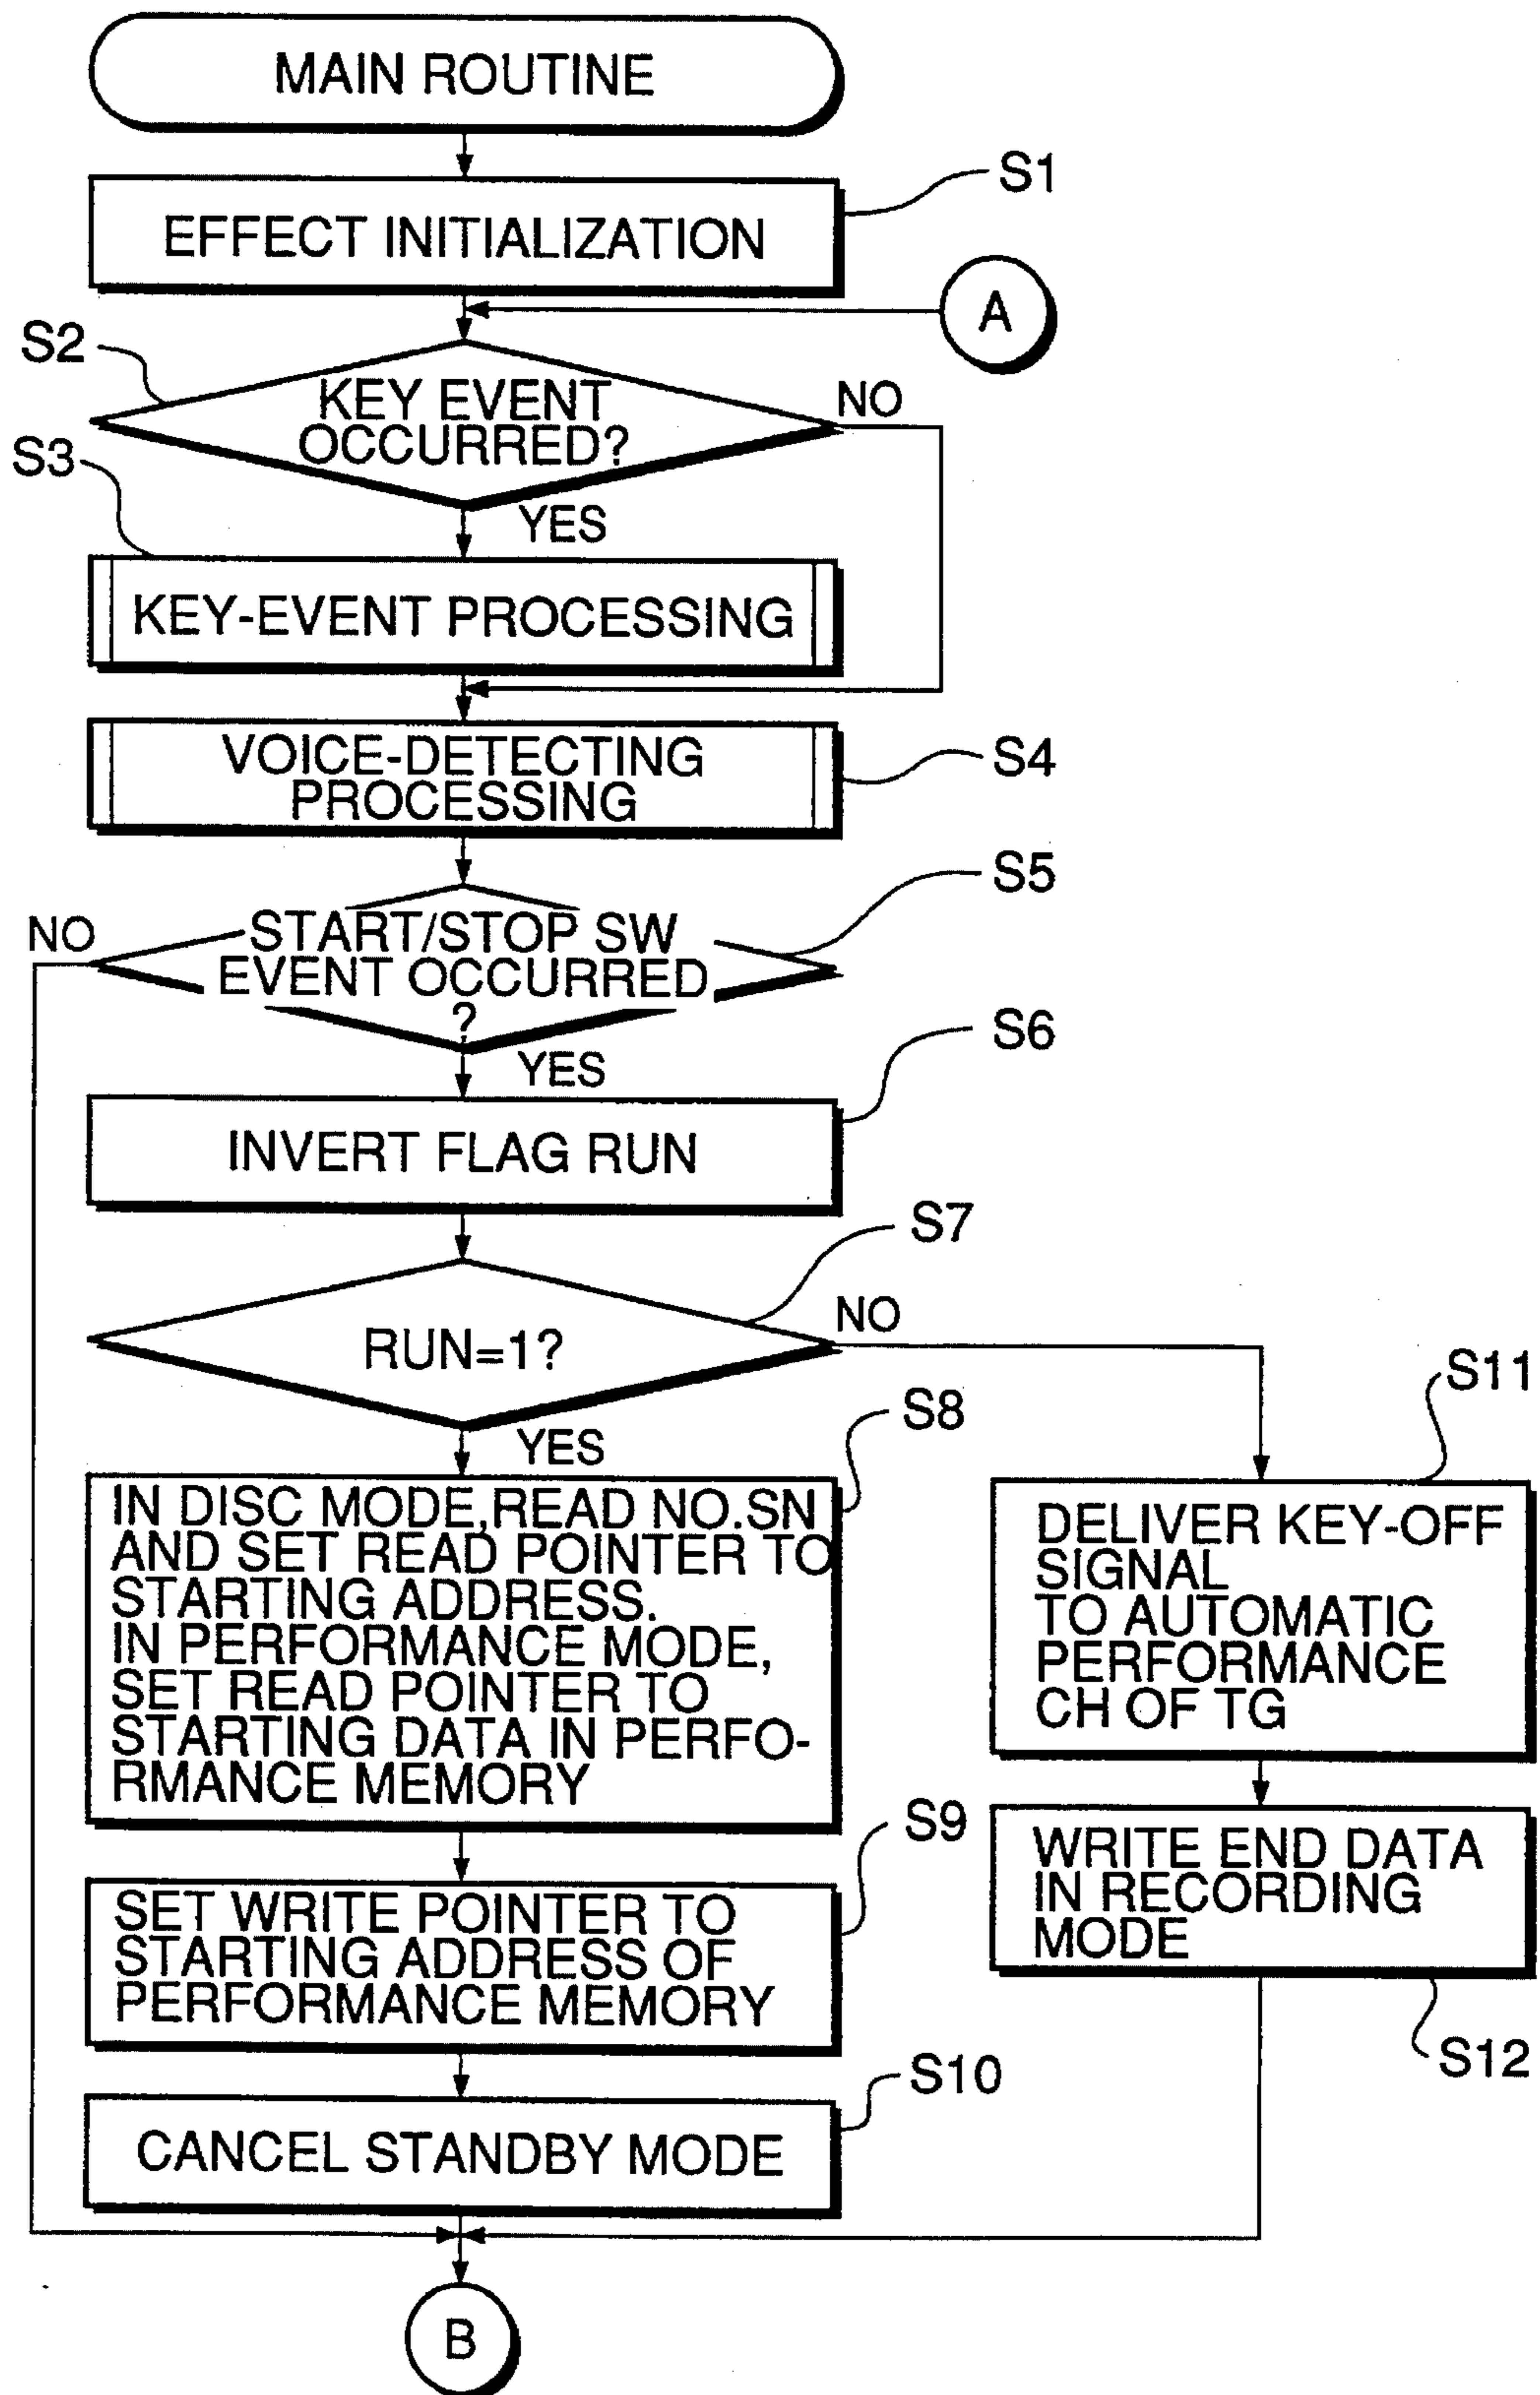 MAIN ROUTINE
S1
EFFECT INITIALIZATION
A
S2
KEY EVENT
OCCURRED?
NO
S3
YES
KEY-EVENT PROCESSING
VOICE-DETECTING
PROCESSING
S4
S5
NO
START/STOP SW
EVENT OCCURRED
?
S6
YES
INVERT FLAG RUN
S7
NO
RUN=1?
S11
S8
YES
IN DISC MODE,READ NO.SN
AND SET READ POINTER TO
STARTING ADDRESS.
IN PERFORMANCE MODE,
SET READ POINTER TO
STARTING DATA IN PERFO-
RMANCE MEMORY
DELIVER KEY-OFF
SIGNAL
TO AUTOMATIC
PERFORMANCE
CH OF TG
S9
WRITE END DATA
IN RECORDING
MODE
SET WRITE POINTER TO
STARTING ADDRESS OF
PERFORMANCE MEMORY
S12
S10
CANCEL STANDBY MODE
B